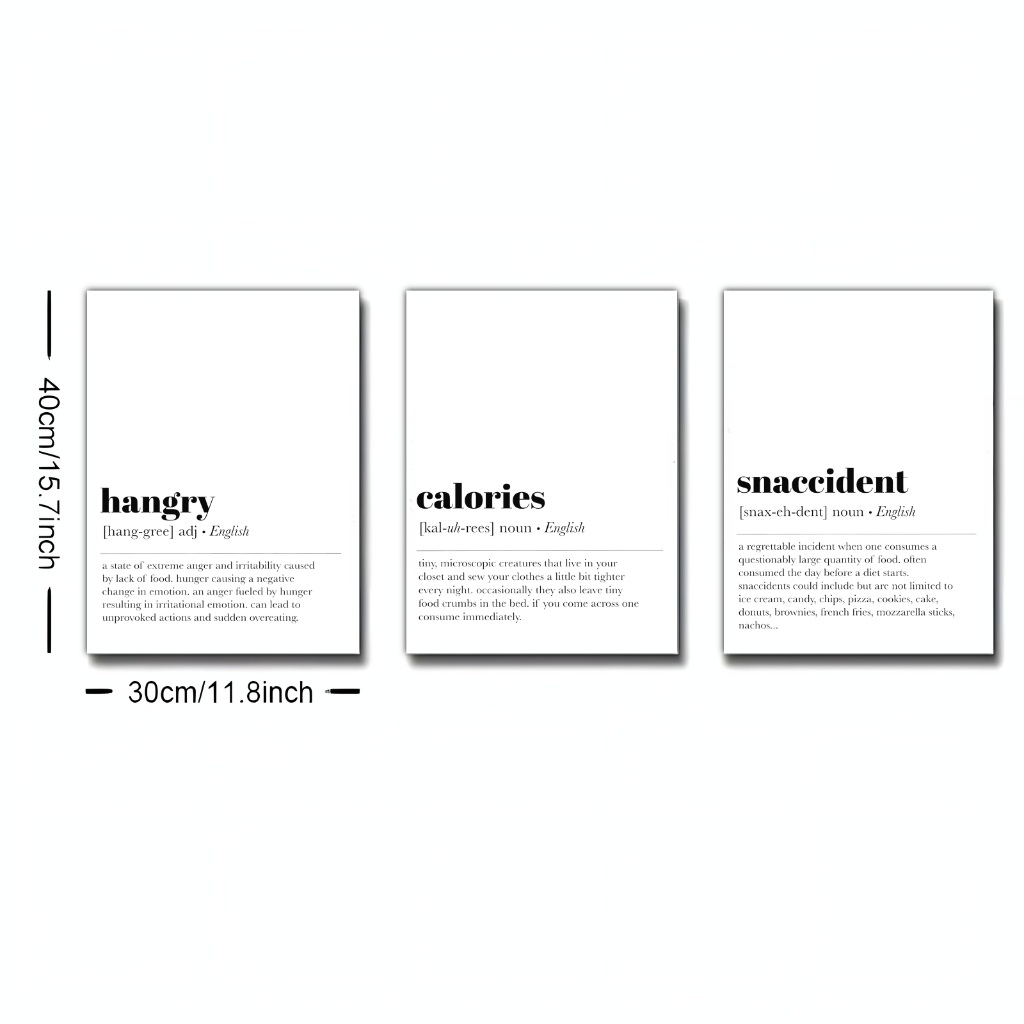 40cm/15.7inch
hangry
[hang-gree] adj • English
a state of extreme anger and irritability caused
by lack of food. hunger causing a negative
change in emotion. an anger fueled by hunger
resulting in irritational emotion. can lead to
unprovoked actions and sudden overeating.
30cm/11.8inch
calories
[kal-uh-rees] noun • English
tiny, microscopic creatures that live in your
closet and sew your clothes a little bit tighter
every night. occasionally they also leave tiny
food crumbs in the bed. if you come across one
consume immediately.
snaccident
[snax-eh-dent] noun • English
a regrettable incident when one consumes a
questionably large quantity of food. often
consumed the day before a diet starts.
snaccidents could include but are not limited to
ice cream, candy, chips, pizza, cookies, cake,
donuts, brownies, french fries, mozzarella sticks,
nachos...